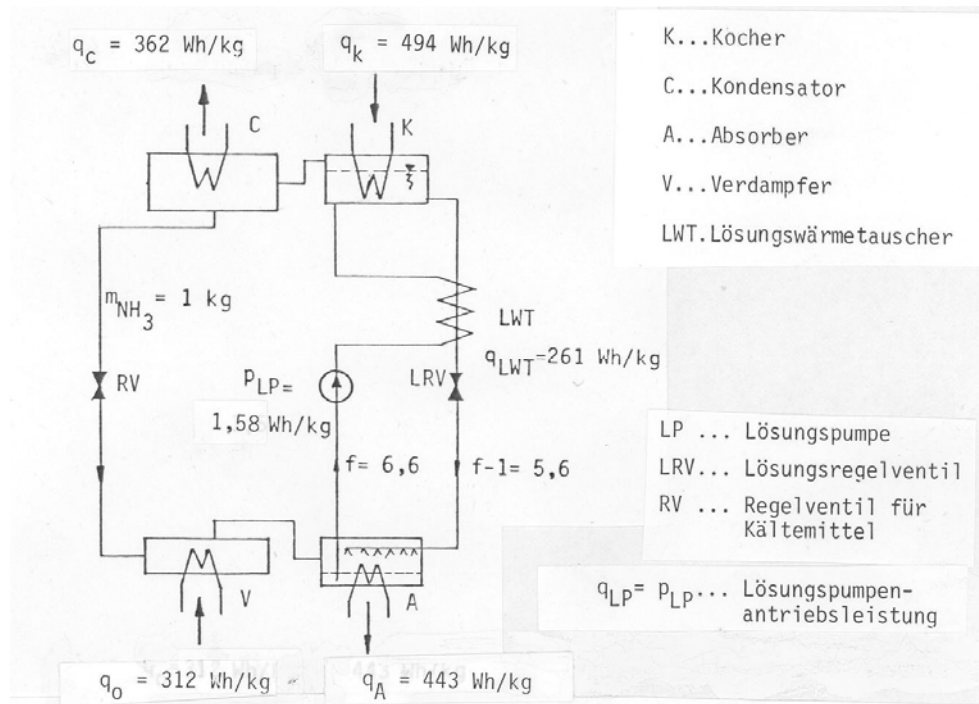 q_c = 362 Wh/kg
q_k = 494 Wh/kg
C
K
m_NH3 = 1 kg
RV
p_LP =
1,58 Wh/kg
LRV
LWT
q_LWT =261 Wh/kg
f= 6,6
f-1= 5,6
V
A
q_o = 312 Wh/kg
q_A = 443 Wh/kg
K...Kocher
C...Kondensator
A...Absorber
V...Verdampfer
LWT.Lösungswärmetauscher
LP ... Lösungspumpe
LRV... Lösungsregelventil
RV ... Regelventil für
Kältemittel
q_LP= p_LP... Lösungspumpen-
antriebsleistung